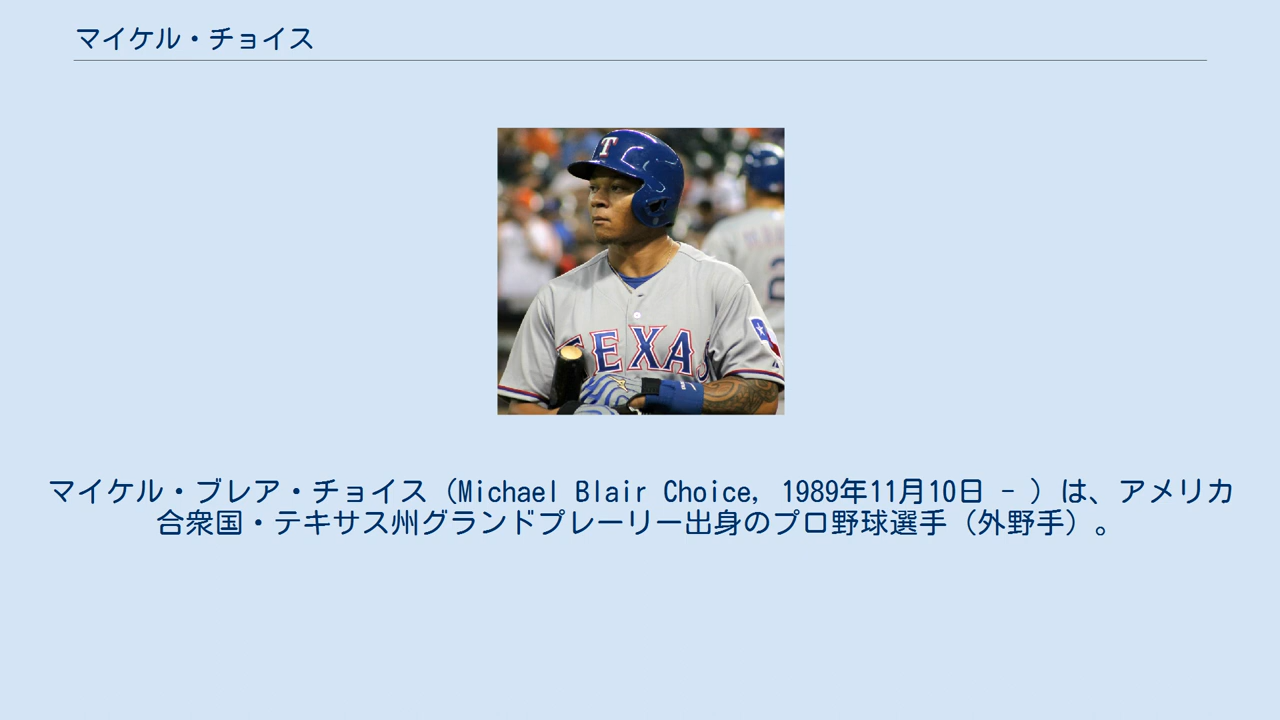 マイケル・チョイス
T
TEXAS
マイケル・ブレア・チョイス（Michael Blair Choice, 1989年11月10日 - ）は、アメリカ
合衆国・テキサス州グランドプレーリー出身のプロ野球選手（外野手）。